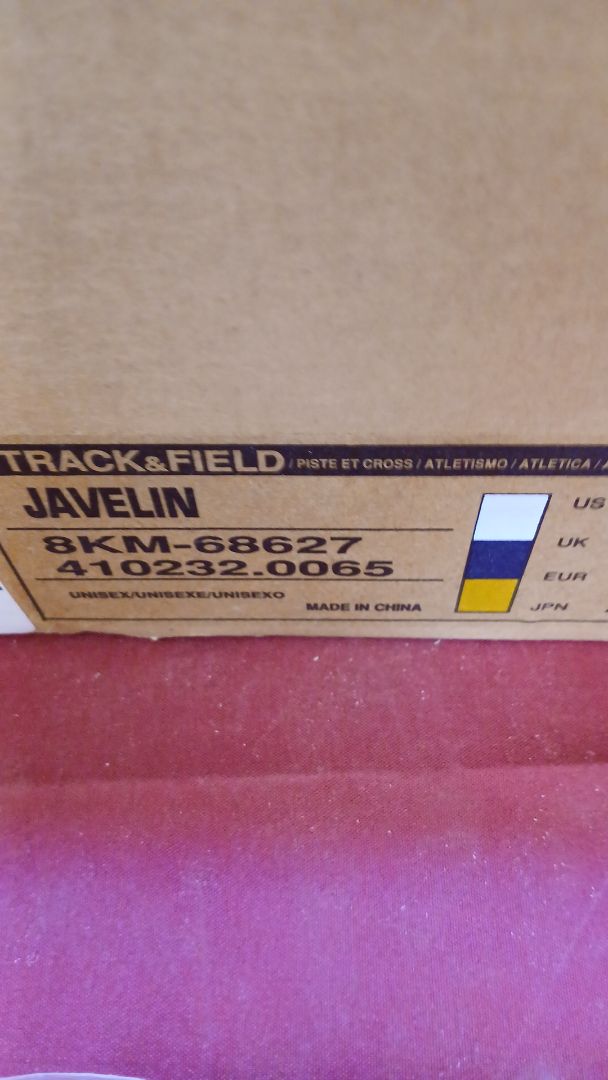 TRACK&FIELD / PISTE ET CROSS / ATLETISMO / ATLETICA /
JAVELIN
8KM-68627
410232.0065
UNISEX/UNISEXE/UNISEXO
MADE IN CHINA
US
UK
EUR
JPN